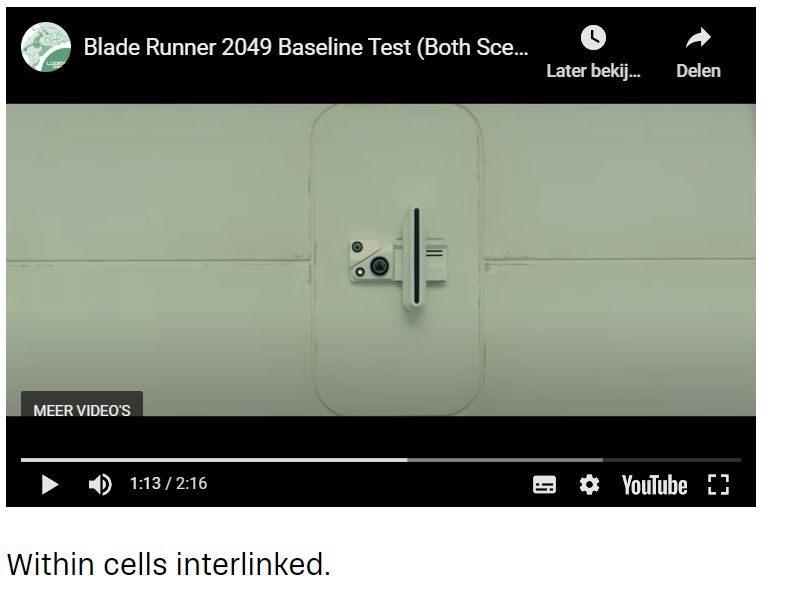 Blade Runner 2049 Baseline Test (Both Sce...
Later bekij...
Delen
MEER VIDEO'S
1:13 / 2:16
YouTube
Within cells interlinked.